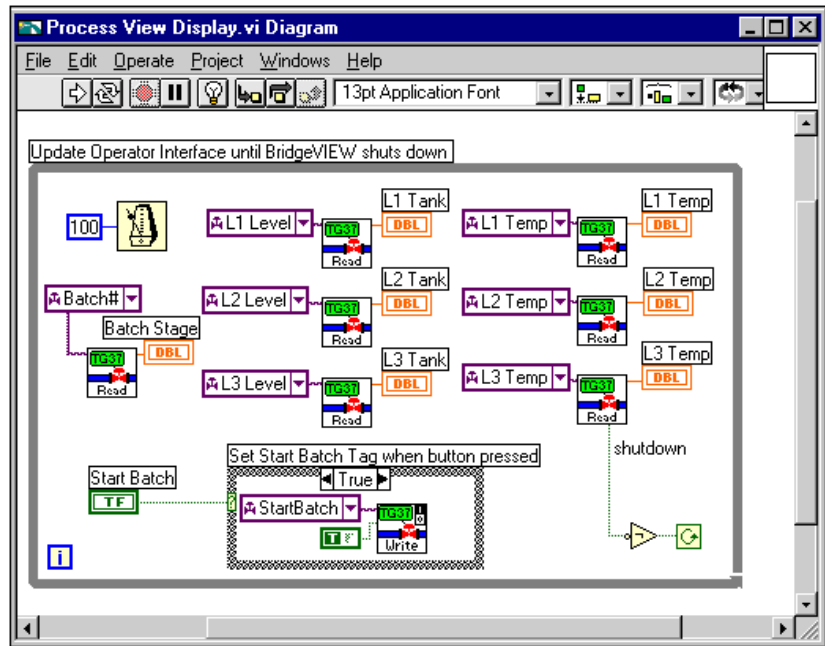 Process View Display.vi Diagram
File Edit Operate Project Windows Help
13pt Application Font
Update Operator Interface until BridgeVIEW shuts down
100
L1 Level
TG37
Read
L1 Tank
DBL
L1 Temp
TG37
Read
L1 Temp
DBL
Batch#
TG37
Read
Batch Stage
DBL
L2 Level
TG37
Read
L2 Tank
DBL
L2 Temp
TG37
Read
L2 Temp
DBL
L3 Level
TG37
Read
L3 Tank
DBL
L3 Temp
TG37
Read
L3 Temp
DBL
shutdown
Set Start Batch Tag when button pressed
True
Start Batch
TF
?
StartBatch
TG37
Write
T F
i